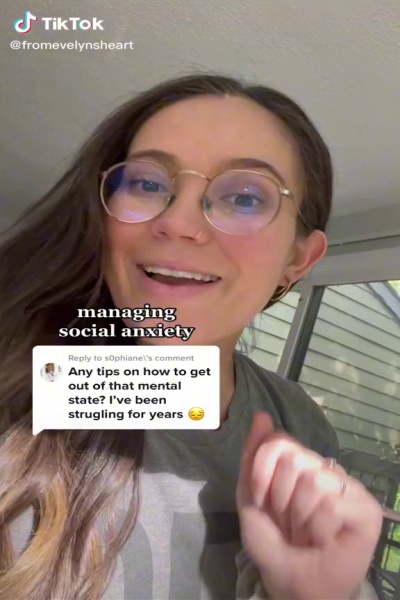 TikTok
@fromevelynsheart
managing
social anxiety
Reply to s0phiane\'s comment
Any tips on how to get
out of that mental
state? I've been
strugling for years 😔